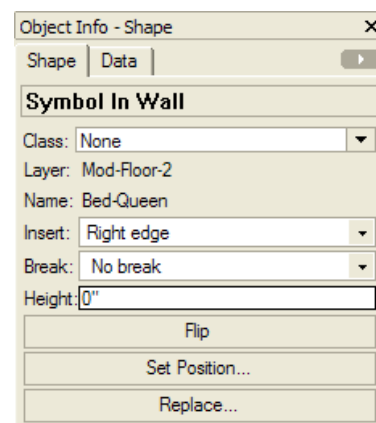 Object Info - Shape
Shape Data
Symbol In Wall
Class: None
Layer: Mod-Floor-2
Name: Bed-Queen
Insert: Right edge
Break: No break
Height: 0"
Flip
Set Position...
Replace...